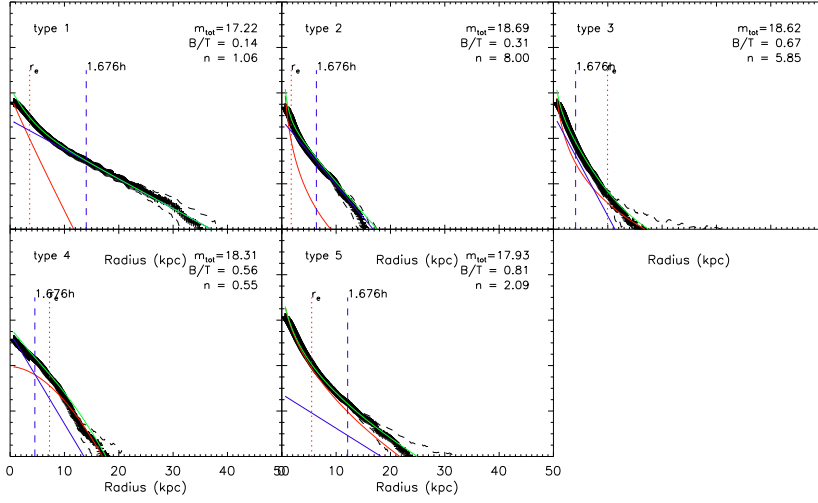 type 1
m_tot=17.22
B/T = 0.14
n = 1.06
r_e
1.676h
type 2
m_tot=18.69
B/T = 0.31
n = 8.00
r_e
1.676h
type 3
m_tot=18.62
B/T = 0.67
n = 5.85
1.676h
r_e
Radius (kpc)
Radius (kpc)
Radius (kpc)
type 4
m_tot=18.31
B/T = 0.56
n = 0.55
1.676h
r_e
type 5
m_tot=17.93
B/T = 0.81
n = 2.09
r_e
1.676h
0 10 20 30 40 50
0 10 20 30 40 50
Radius (kpc)
Radius (kpc)